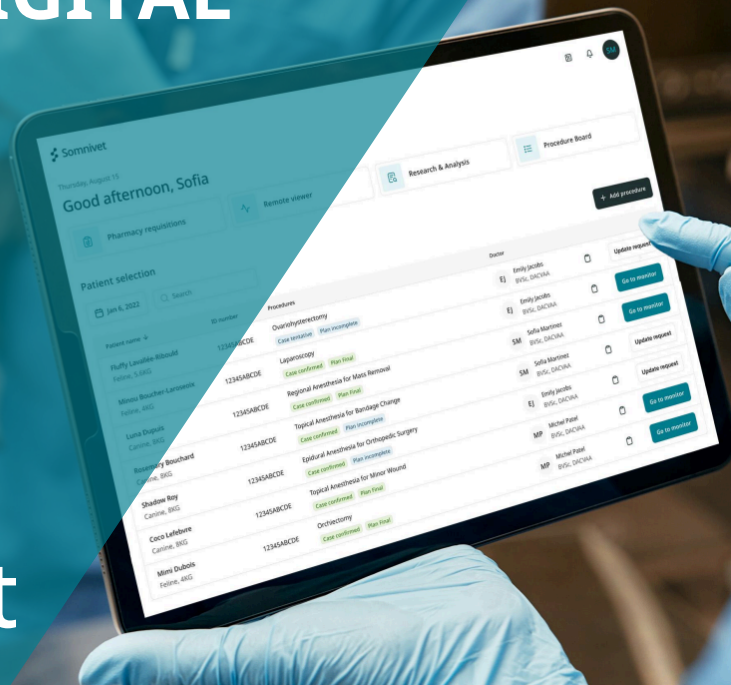 IGITAL
Somnivet
SM
Thursday, August 15
Good afternoon, Sofia
Pharmacy requisitions
Remote viewer
Research & Analysis
Procedure Board
+ Add procedure
Patient selection
Jan 6, 2022
Search
Patient name ↓
ID number
Procedures
Doctor
Fluffy Lavallée-Ribould
Feline, 5.6KG
12345ABCDE
Ovariohysterectomy
Case tentative Plan incomplete
EJ Emily Jacobs
BVSc, DACVAA
Update request
Minou Boucher-Larosette
Feline, 4KG
12345ABCDE
Laparoscopy
Case confirmed Plan Final
EJ Emily Jacobs
BVSc, DACVAA
Go to monitor
Luna Dupuis
Canine, 8KG
12345ABCDE
Regional Anesthesia for Mass Removal
Case confirmed Plan Final
SM Sofia Martinez
BVSc, DACVAA
Go to monitor
Rosemary Bouchard
Canine, 8KG
12345ABCDE
Topical Anesthesia for Bandage Change
Case confirmed Plan incomplete
SM Sofia Martinez
BVSc, DACVAA
Update request
Shadow Roy
Canine, 8KG
12345ABCDE
Epidural Anesthesia for Orthopedic Surgery
Case confirmed Plan incomplete
EJ Emily Jacobs
BVSc, DACVAA
Update request
Coco Lefebvre
Canine, 8KG
12345ABCDE
Topical Anesthesia for Minor Wound
Case confirmed Plan Final
MP Michel Patel
BVSc, DACVAA
Go to monitor
Mimi Dubois
Feline, 4KG
12345ABCDE
Orchiectomy
Case confirmed Plan Final
MP Michel Patel
BVSc, DACVAA
Go to monitor
t